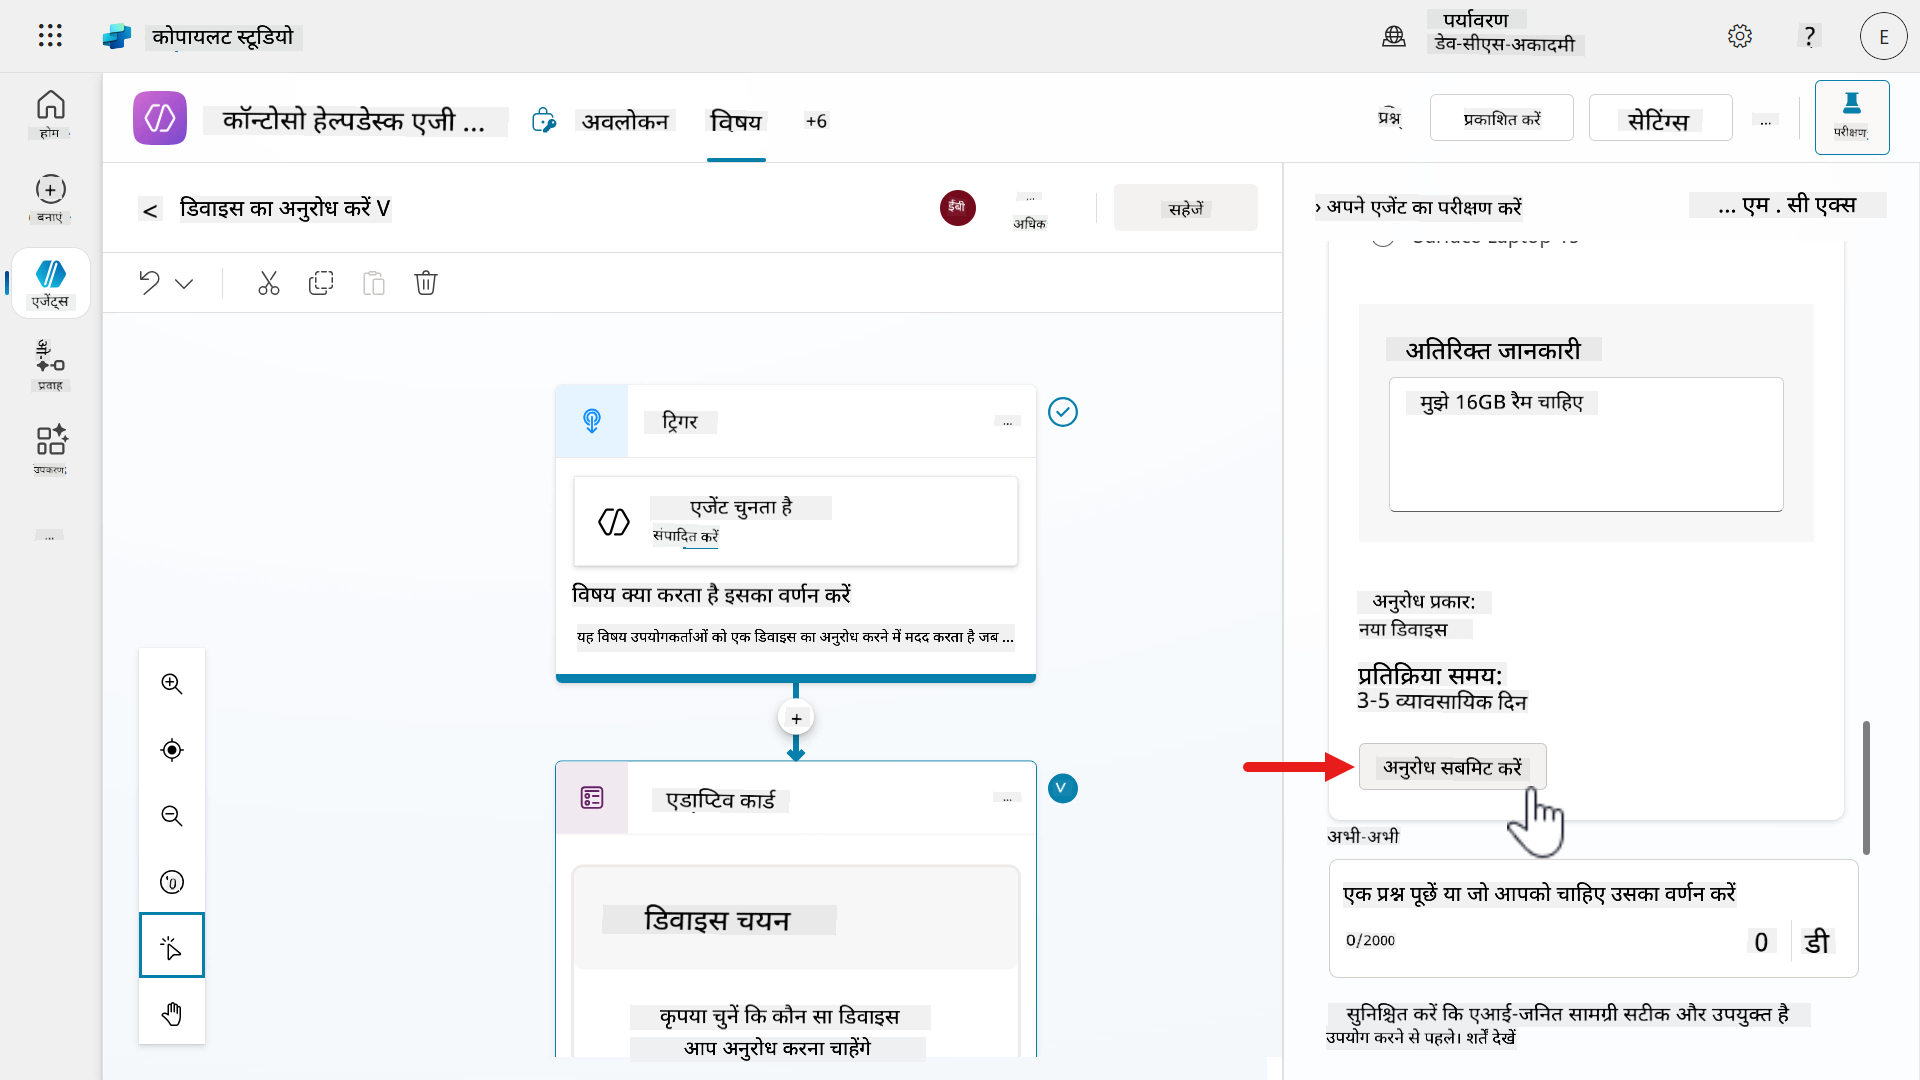 कोपायलट स्टूडियो
पर्यावरण
डेव-सीएस-अकादमी
?
E
होम
बनाएं
एजेंट्स
प्रवाह
उपकरण
...
कॉन्टोसो हेल्पडेस्क एजी ...
अवलोकन
विषय
+6
प्रश्न
प्रकाशित करें
सेटिंग्स
...
परीक्षण
<
डिवाइस का अनुरोध करें V
ईबी
...
अधिक
सहेजें
ट्रिगर
...
एजेंट चुनता है
संपादित करें
विषय क्या करता है इसका वर्णन करें
यह विषय उपयोगकर्ताओं को एक डिवाइस का अनुरोध करने में मदद करता है जब ...
+
एडाप्टिव कार्ड
...
V
डिवाइस चयन
कृपया चुनें कि कौन सा डिवाइस
आप अनुरोध करना चाहेंगे
› अपने एजेंट का परीक्षण करें
... एम . सी एक्स
अतिरिक्त जानकारी
मुझे 16GB रैम चाहिए
अनुरोध प्रकार:
नया डिवाइस
प्रतिक्रिया समय:
3-5 व्यावसायिक दिन
अनुरोध सबमिट करें
अभी-अभी
एक प्रश्न पूछें या जो आपको चाहिए उसका वर्णन करें
0/2000
0
डी
सुनिश्चित करें कि एआई-जनित सामग्री सटीक और उपयुक्त है
उपयोग करने से पहले। शर्तें देखें